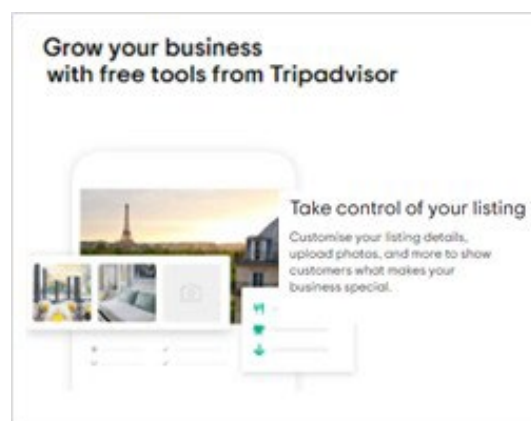 Grow your business
with free tools from Tripadvisor
Take control of your listing
Customise your listing details,
upload photos, and more to show
customers what makes your
business special.